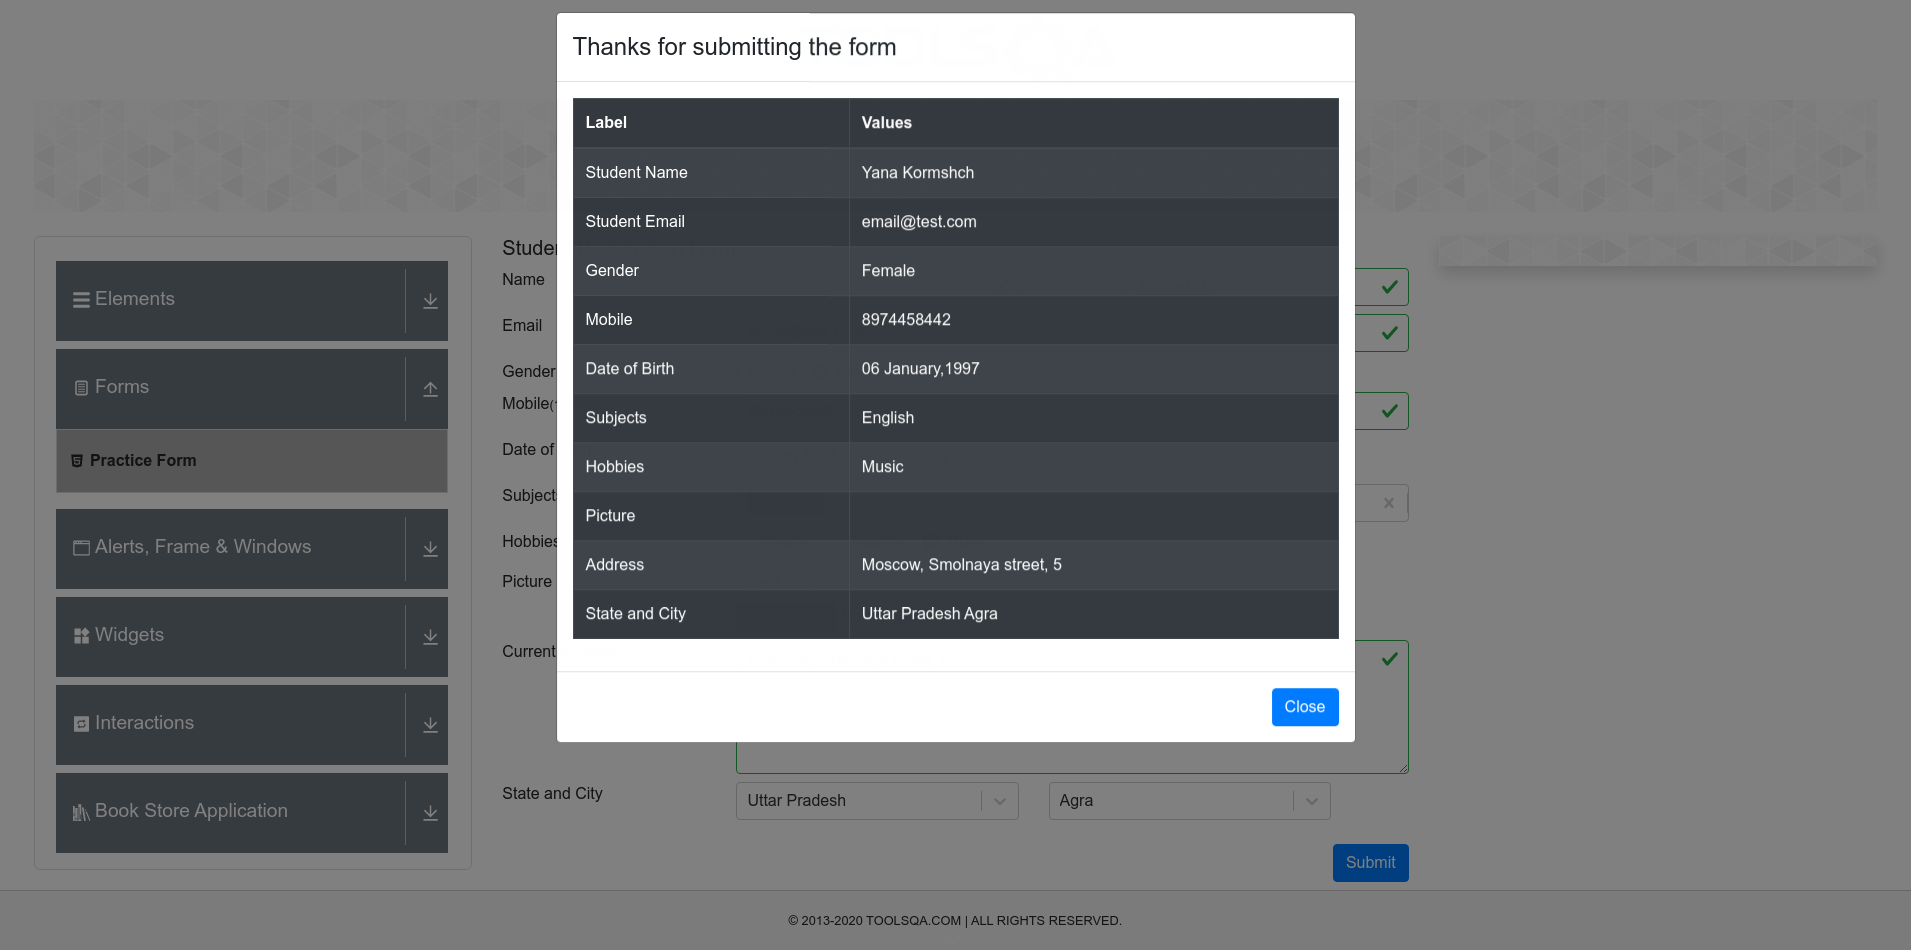 Thanks for submitting the form
Label Values
Student Name Yana Kormshch
Student Email email@test.com
Gender Female
Mobile 8974458442
Date of Birth 06 January,1997
Subjects English
Hobbies Music
Picture
Address Moscow, Smolnaya street, 5
State and City Uttar Pradesh Agra
Close
Elements
Forms
Practice Form
Alerts, Frame & Windows
Widgets
Interactions
Book Store Application
Name
Email
Gender
Mobile
Date of
Hobbies
Picture
Current
State and City Uttar Pradesh Agra
Submit
© 2013-2020 TOOLSQA.COM | ALL RIGHTS RESERVED.